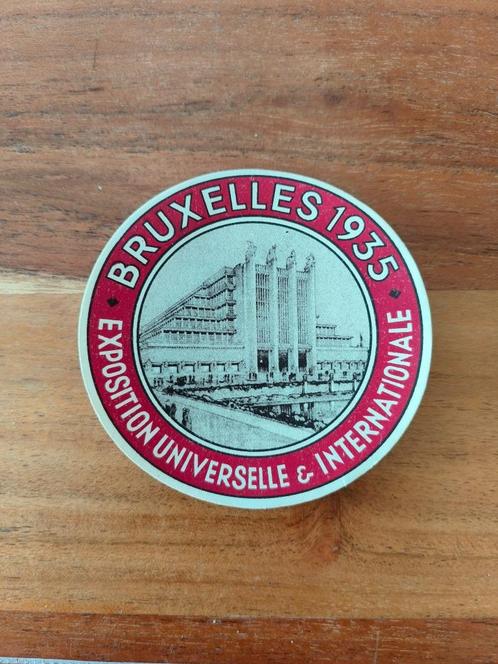 BRUXELLES 1935
EXPOSITION UNIVERSELLE & INTERNATIONALE